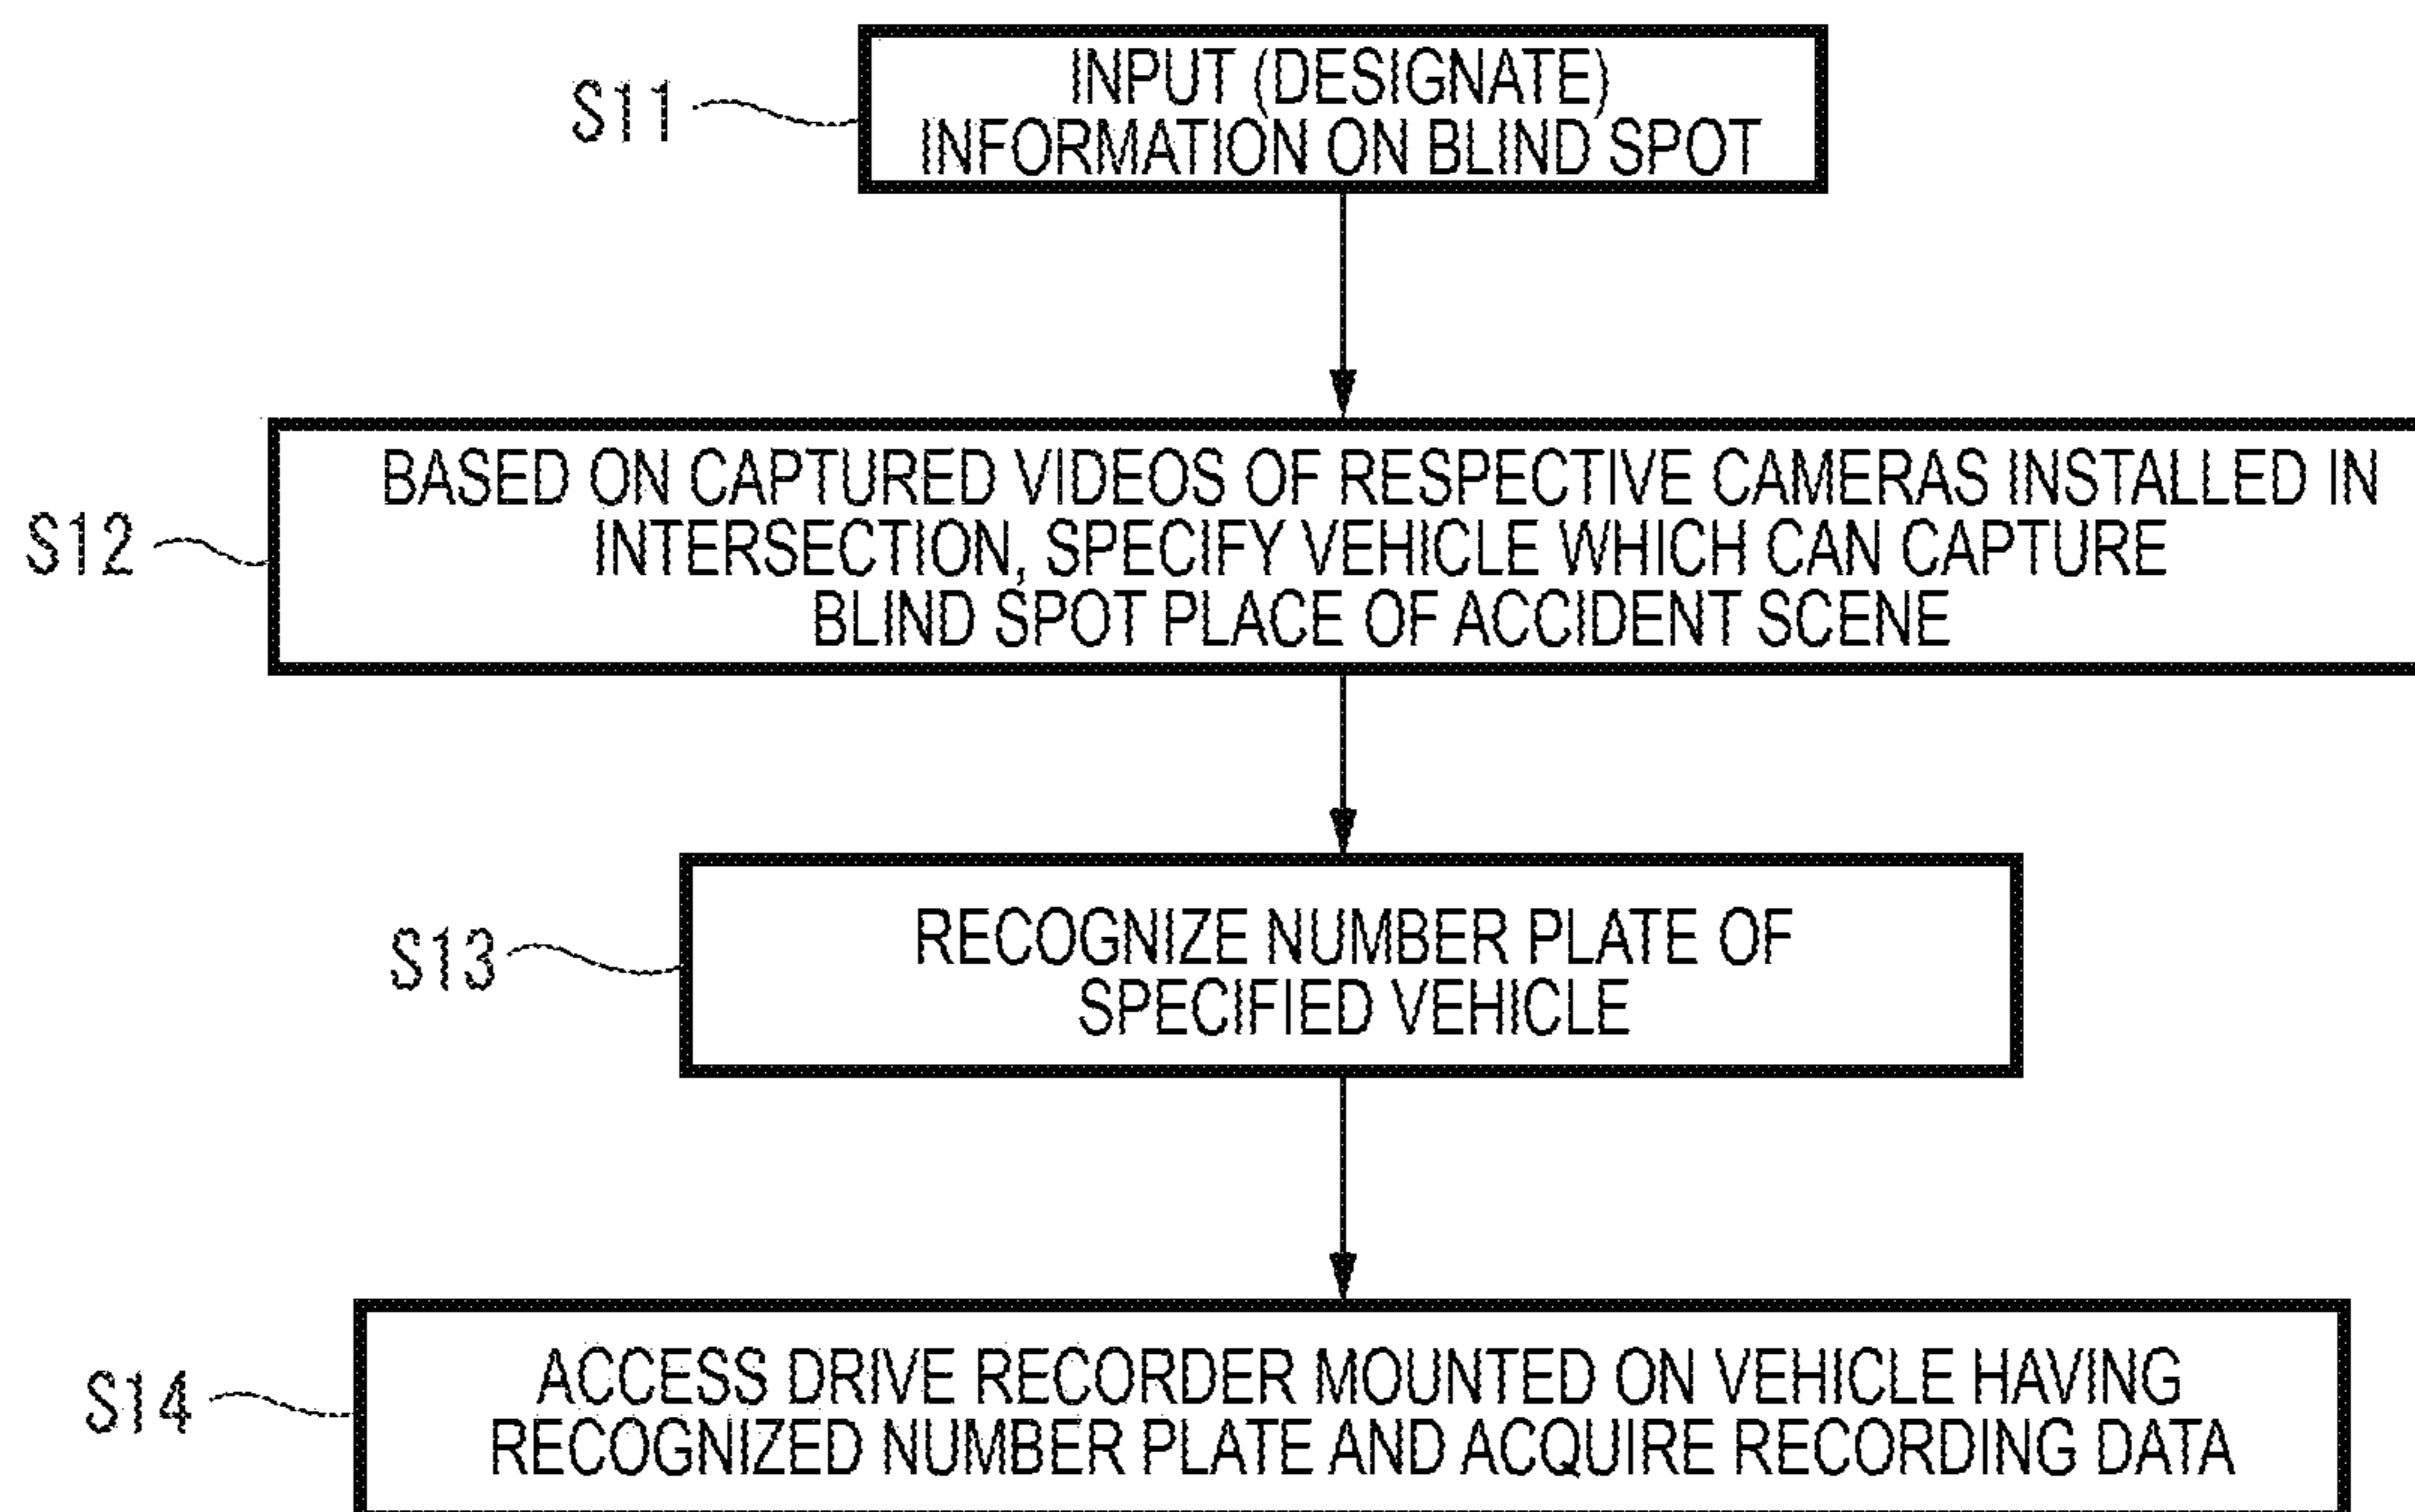 S11
INPUT (DESIGNATE)
INFORMATION ON BLIND SPOT
S12
BASED ON CAPTURED VIDEOS OF RESPECTIVE CAMERAS INSTALLED IN
INTERSECTION, SPECIFY VEHICLE WHICH CAN CAPTURE
BLIND SPOT PLACE OF ACCIDENT SCENE
S13
RECOGNIZE NUMBER PLATE OF
SPECIFIED VEHICLE
S14
ACCESS DRIVE RECORDER MOUNTED ON VEHICLE HAVING
RECOGNIZED NUMBER PLATE AND ACQUIRE RECORDING DATA